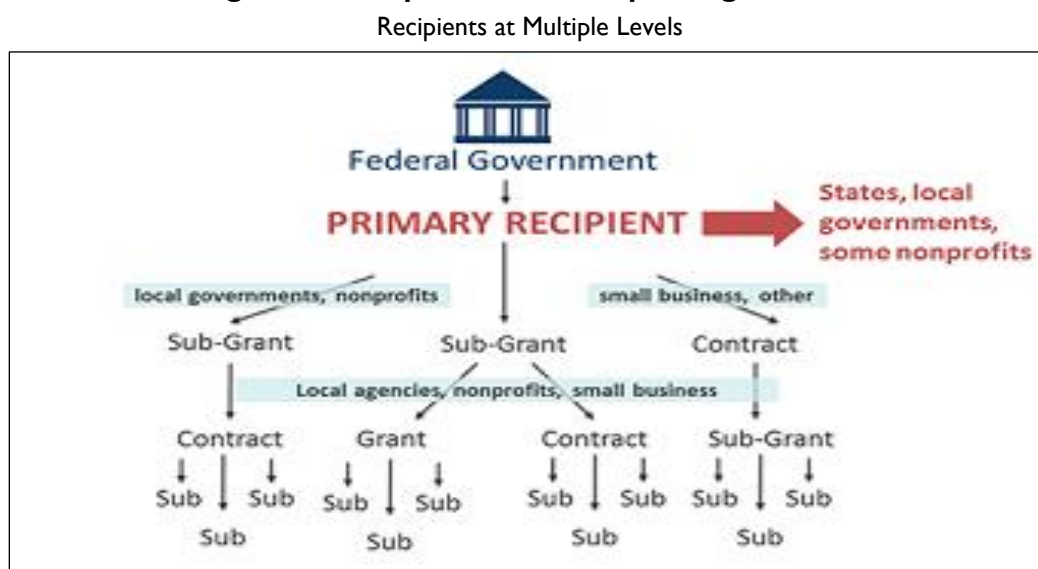 Recipients at Multiple Levels
Federal Government
PRIMARY RECIPIENT
States, local
governments,
some nonprofits
local governments, nonprofits
small business, other
Sub-Grant
Sub-Grant
Contract
Local agencies, nonprofits, small business
Contract
Grant
Contract
Sub-Grant
Sub
Sub
Sub
Sub
Sub
Sub
Sub
Sub
Sub
Sub
Sub
Sub